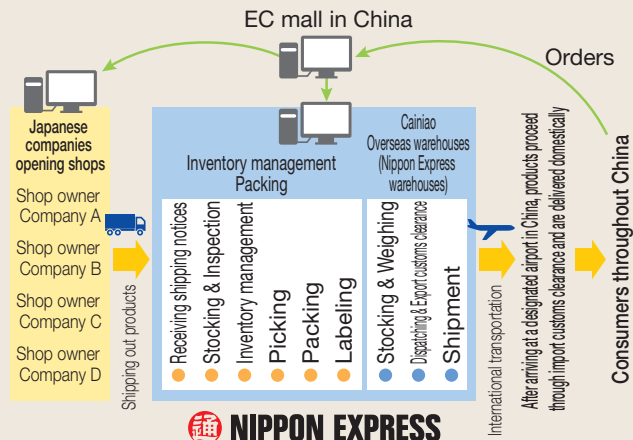 EC mall in China
Orders
Japanese
companies
opening shops
Shop owner
Company A
Shop owner
Company B
Shop owner
Company C
Shop owner
Company D
Shipping out products
Inventory management
Packing
Receiving shipping notices
Stocking & Inspection
Inventory management
Picking
Packing
Labeling
Cainiao
Overseas warehouses
(Nippon Express
warehouses)
Stocking & Weighing
Dispatching & Export customs clearance
Shipment
International transportation
After arriving at a designated airport in China, products proceed
through import customs clearance and are delivered domestically
Consumers throughout China
通 NIPPON EXPRESS